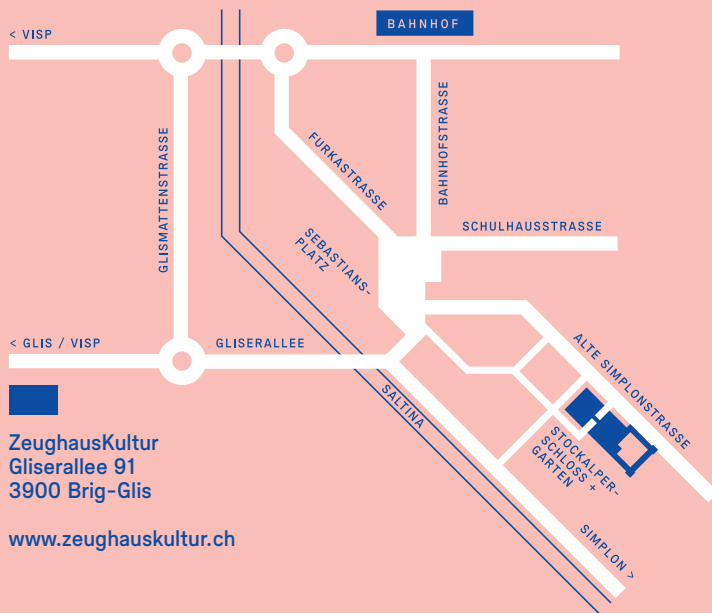 BAHNHOF
< VISP
GLISMATTENSTRASSE
FURKASTRASSE
BAHNHOFSTRASSE
SCHULHAUSSTRASSE
SEBASTIANS-
PLATZ
< GLIS / VISP
GLISERALLEE
SALTINA
ALTE SIMPLONSTRASSE
STOCKALPER-
SCHLOSS +
GARTEN
SIMPLON >
ZeughausKultur
Gliserallee 91
3900 Brig-Glis
www.zeughauskultur.ch